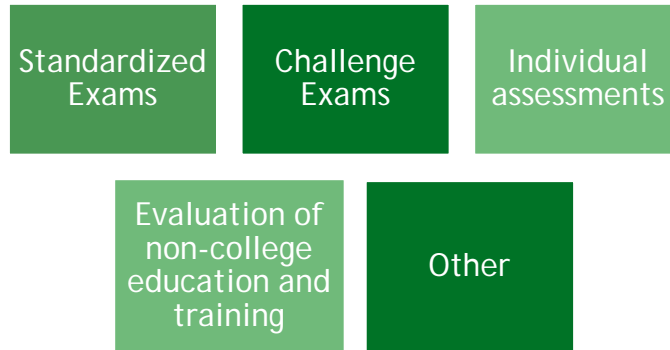 Standardized
Exams
Challenge
Exams
Individual
assessments
Evaluation of
non-college
education and
training
Other